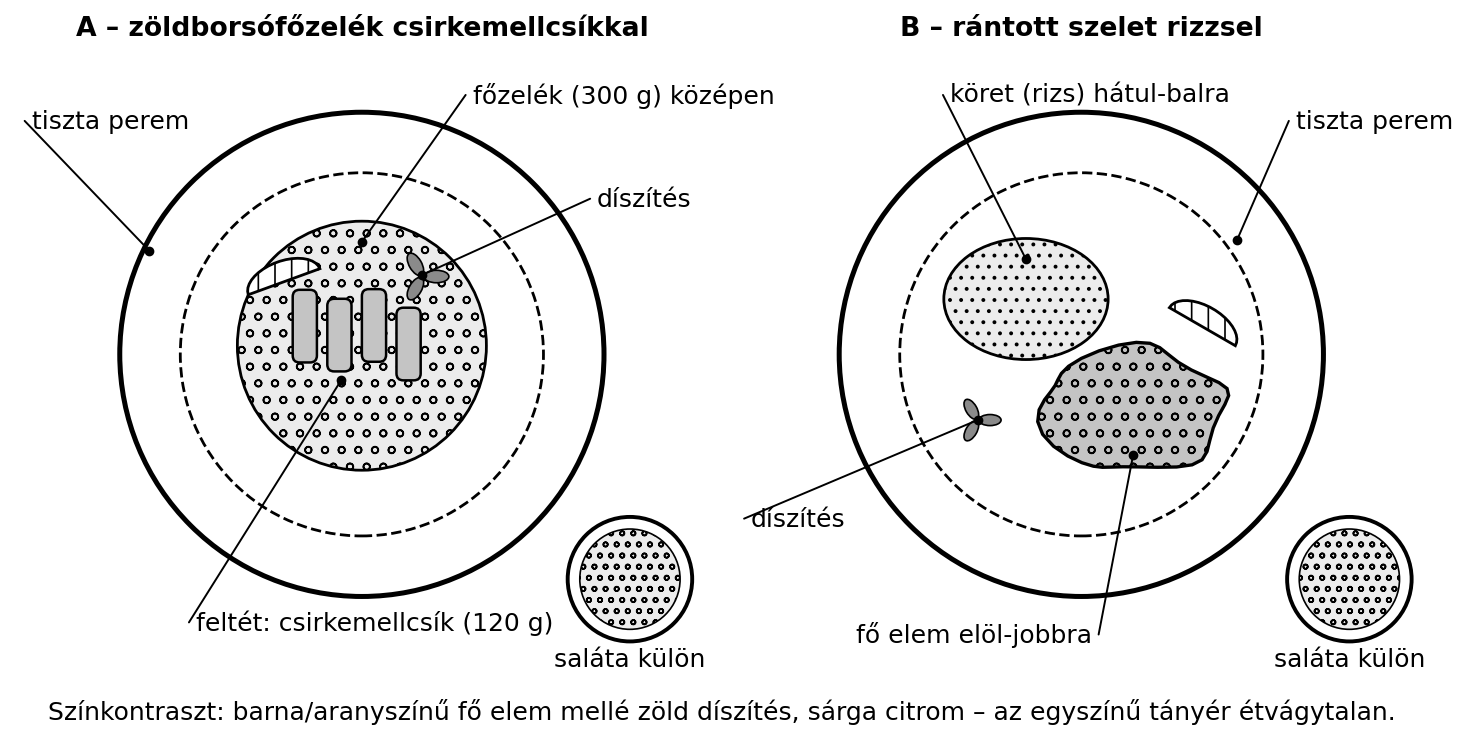 A – zöldborsófőzelék csirkemellcsíkkal
B – rántott szelet rizzsel
főzelék (300 g) középen
köret (rizs) hátul-balra
tiszta perem
tiszta perem
díszítés
díszítés
feltét: csirkemellcsík (120 g)
fő elem elöl-jobbra
saláta külön
saláta külön
Színkontraszt: barna/aranyszínű fő elem mellé zöld díszítés, sárga citrom – az egyszínű tányér étvágytalan.